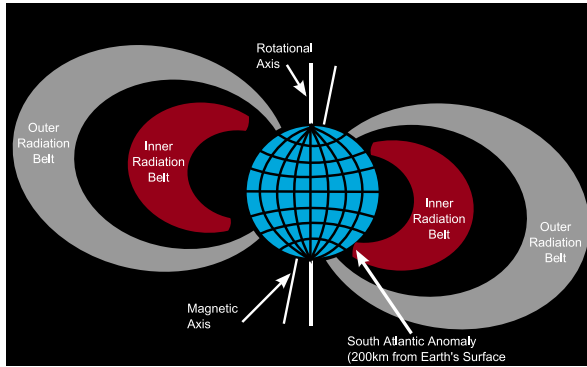 Rotational
Axis
Outer
Radiation
Belt
Inner
Radiation
Belt
Inner
Radiation
Belt
Outer
Radiation
Belt
Magnetic
Axis
South Atlantic Anomaly
(200km from Earth's Surface